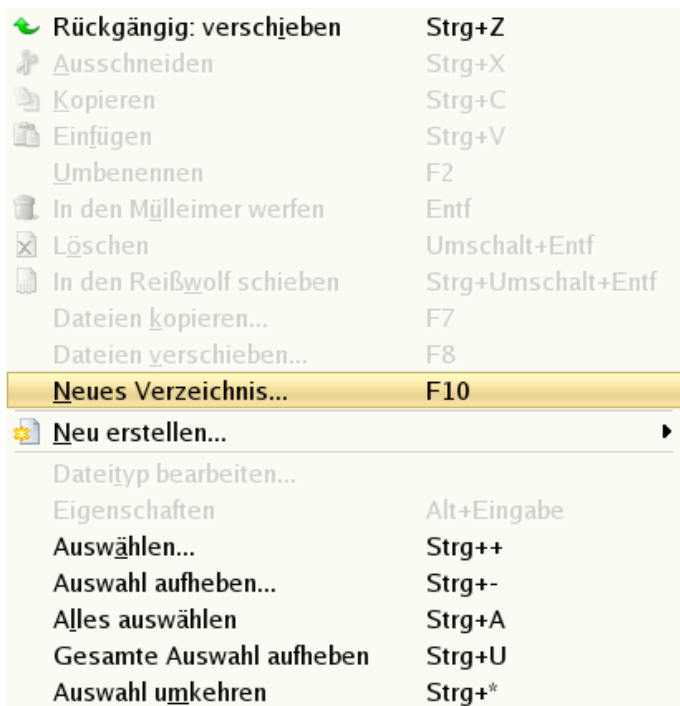 Rückgängig: verschieben Strg+Z
Ausschneiden Strg+X
Kopieren Strg+C
Einfügen Strg+V
Umbenennen F2
In den Mülleimer werfen Entf
Löschen Umschalt+Entf
In den Reißwolf schieben Strg+Umschalt+Entf
Dateien kopieren... F7
Dateien verschieben... F8
Neues Verzeichnis... F10
Neu erstellen...
Dateityp bearbeiten...
Eigenschaften Alt+Eingabe
Auswählen... Strg++
Auswahl aufheben... Strg+-
Alles auswählen Strg+A
Gesamte Auswahl aufheben Strg+U
Auswahl umkehren Strg+*